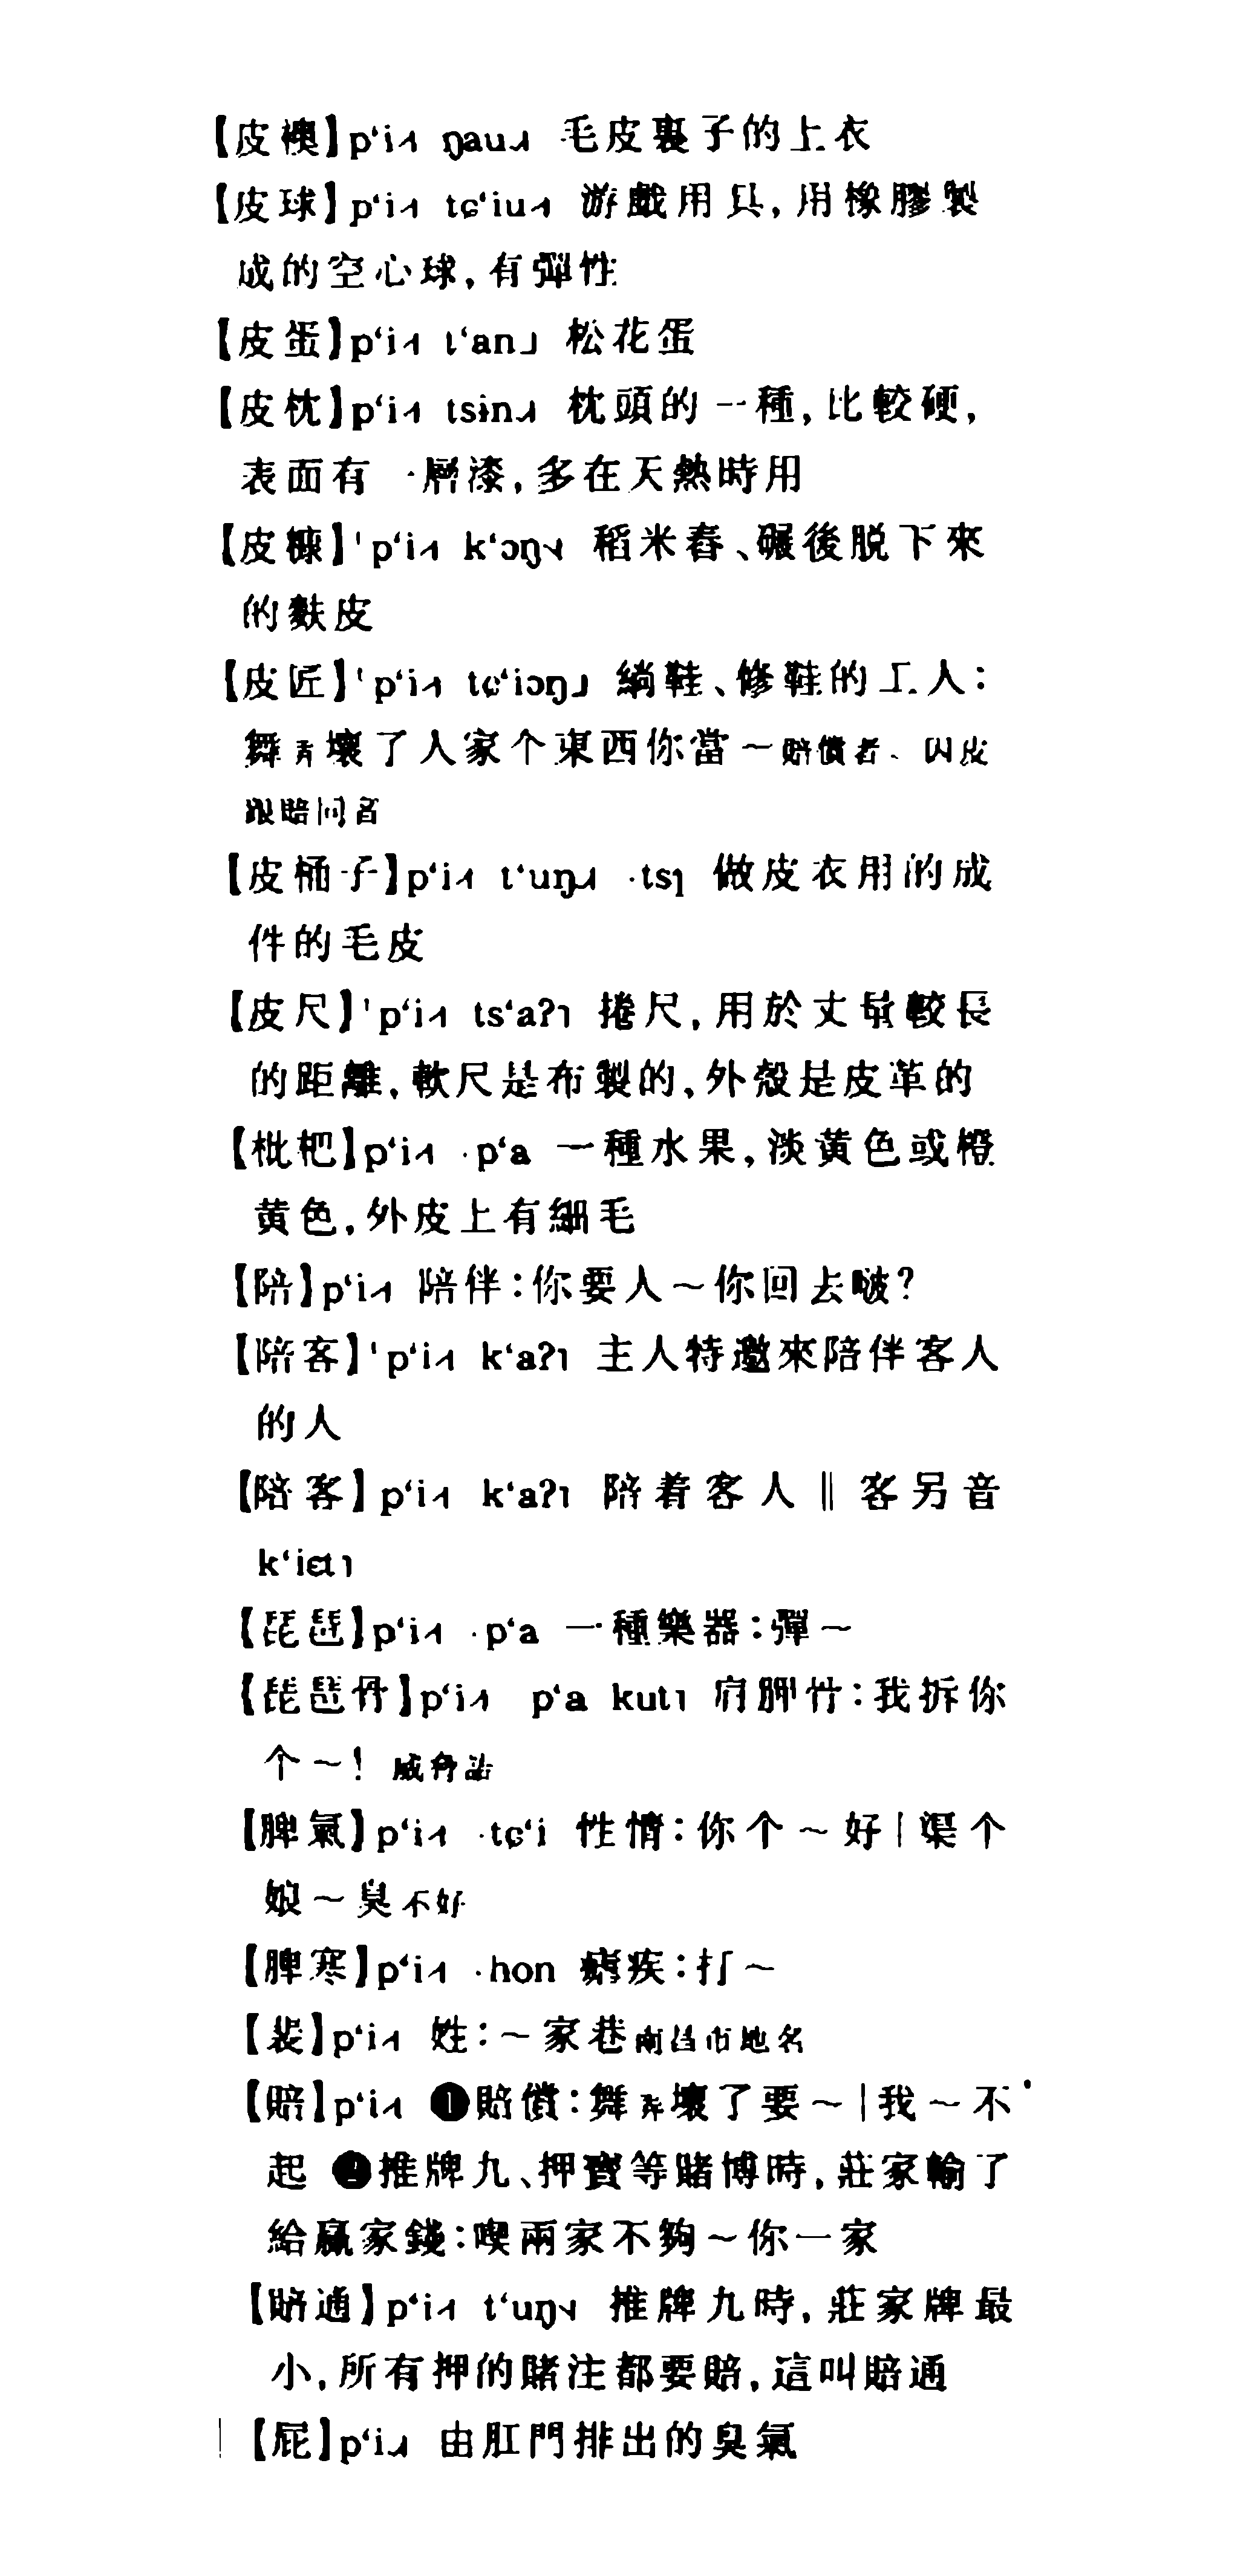 【皮襖】p‘i˨˦ ŋau˨˩˧ 毛皮裏子的上衣
【皮球】p‘i˨˦ tɕ‘iu˨˦ 游戲用具，用橡膠製
成的空心球，有彈性
【皮蛋】p‘i˨˦ t‘an˩ 松花蛋
【皮枕】p‘i˨˦ tsɨn˨˩˧ 枕頭的一種，比較硬，
表面有一層漆，多在天熱時用
【皮糠】ˈp‘i˨˦ k‘ɔŋ˦˨ 稻米舂、碾後脱下來
的麩皮
【皮匠】ˈp‘i˨˦ tɕ‘iɔŋ˩ 緔鞋、修鞋的工人：
舞弄壞了人家个東西你當～賠償者、因皮
跟賠同音
【皮桶子】p‘i˨˦ t‘uŋ˨˩˧ ·tsɿ 做皮衣用的成
件的毛皮
【皮尺】ˈp‘i˨˦ ts‘aʔ˥ 捲尺，用於丈量較長
的距離，軟尺是布製的，外殼是皮革的
【枇杷】p‘i˨˦ ·p‘a 一種水果，淡黄色或橙
黄色，外皮上有細毛
【陪】p‘i˨˦ 陪伴：你要人～你回去啵？
【陪客】ˈp‘i˨˦ k‘aʔ˥ 主人特邀來陪伴客人
的人
【陪客】p‘i˨˦ k‘aʔ˥ 陪着客人‖客另音
k‘iɛt˥
【琵琶】p‘i˨˦ ·p‘a 一種樂器：彈～
【琵琶骨】p‘i˨˦ p‘a kut˥ 肩胛骨：我拆你
个～！威脅話
【脾氣】p‘i˨˦ ·tɕ‘i 性情：你个～好｜渠个
娘～臭不好
【脾寒】p‘i˨˦ ·hon 瘧疾：打～
【裴】p‘i˨˦ 姓：～家巷南昌市地名
【賠】p‘i˨˦ ❶賠償：舞弄壞了要～｜我～不
起 ❷推牌九、押寶等賭博時，莊家輸了
給贏家錢：喫兩家不夠～你一家
【賠通】p‘i˨˦ t‘uŋ˦˨ 推牌九時，莊家牌最
小，所有押的賭注都要賠，這叫賠通
【屁】p‘i˨˩˧ 由肛門排出的臭氣